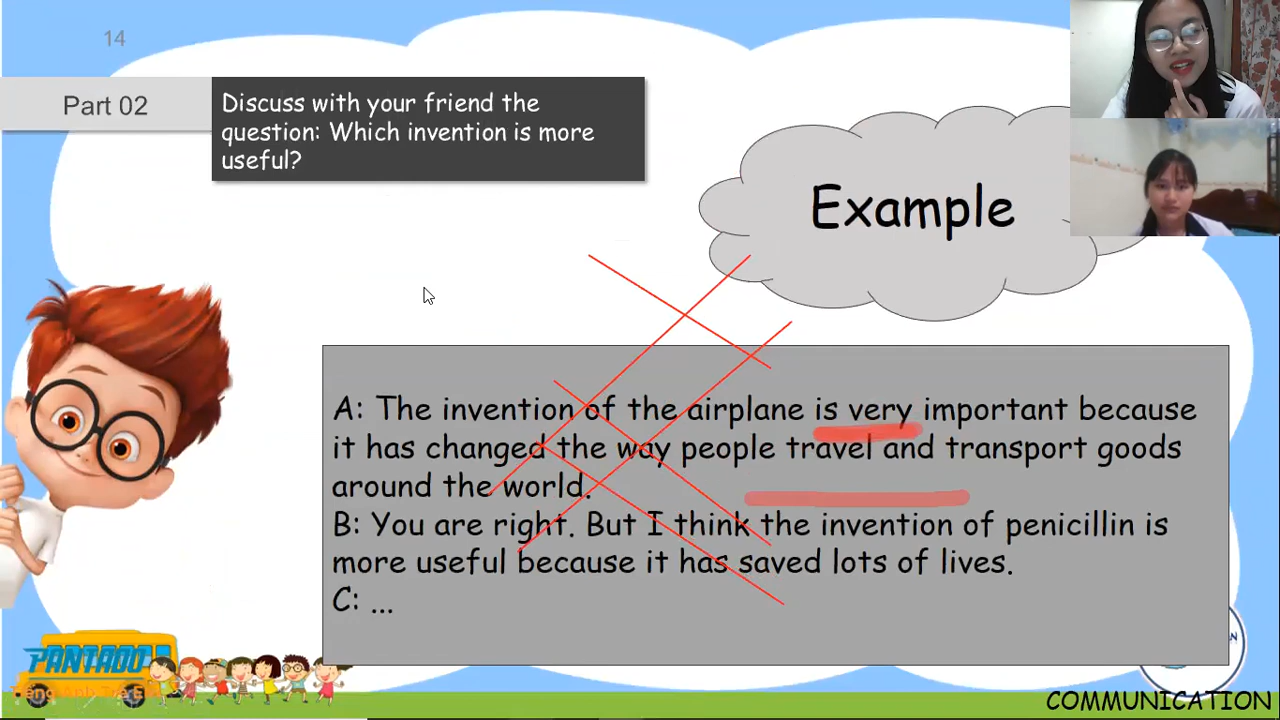 14
Part 02
Discuss with your friend the
question: Which invention is more
useful?
Example
A: The invention of the airplane is very important because
it has changed the way people travel and transport goods
around the world.
B: You are right. But I think the invention of penicillin is
more useful because it has saved lots of lives.
C: ...
PANTADO
COMMUNICATION